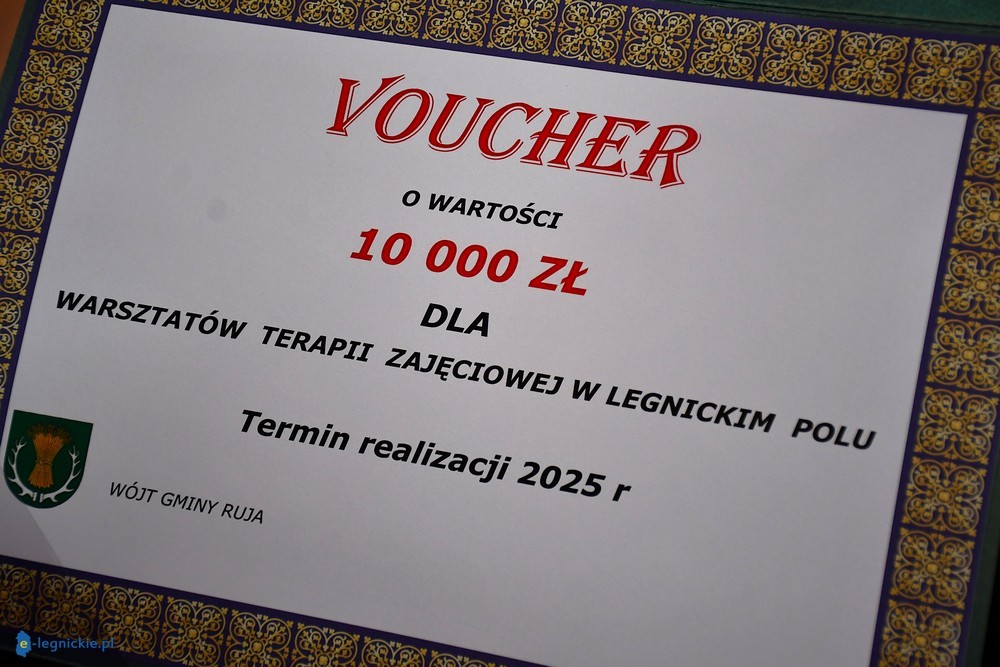 VOUCHER
O WARTOŚCI
10 000 ZŁ
DLA
WARSZTATÓW TERAPII ZAJĘCIOWEJ W LEGNICKIM POLU
Termin realizacji 2025 r
WÓJT GMINY RUJA
e-legnickie.pl